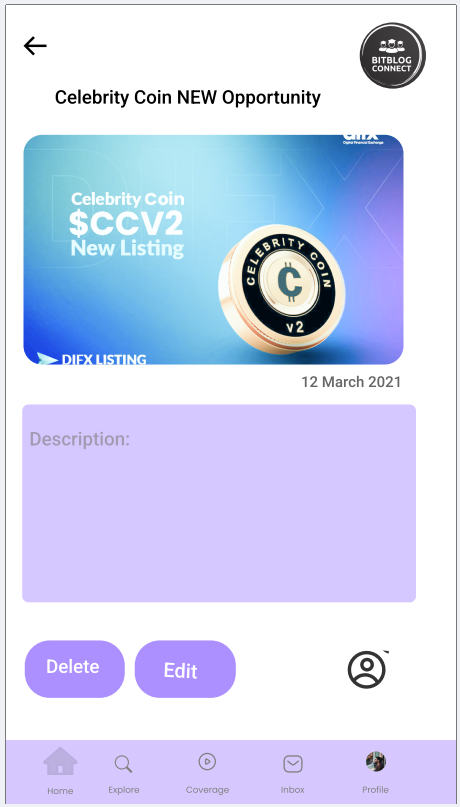 BITBLOG
CONNECT
Celebrity Coin NEW Opportunity
difx
Digital Financial Exchange
Celebrity Coin
$CCV2
New Listing
CELEBRITY COIN
C
V2
DIFX LISTING
12 March 2021
Description:
Delete
Edit
Home
Explore
Coverage
Inbox
Profile